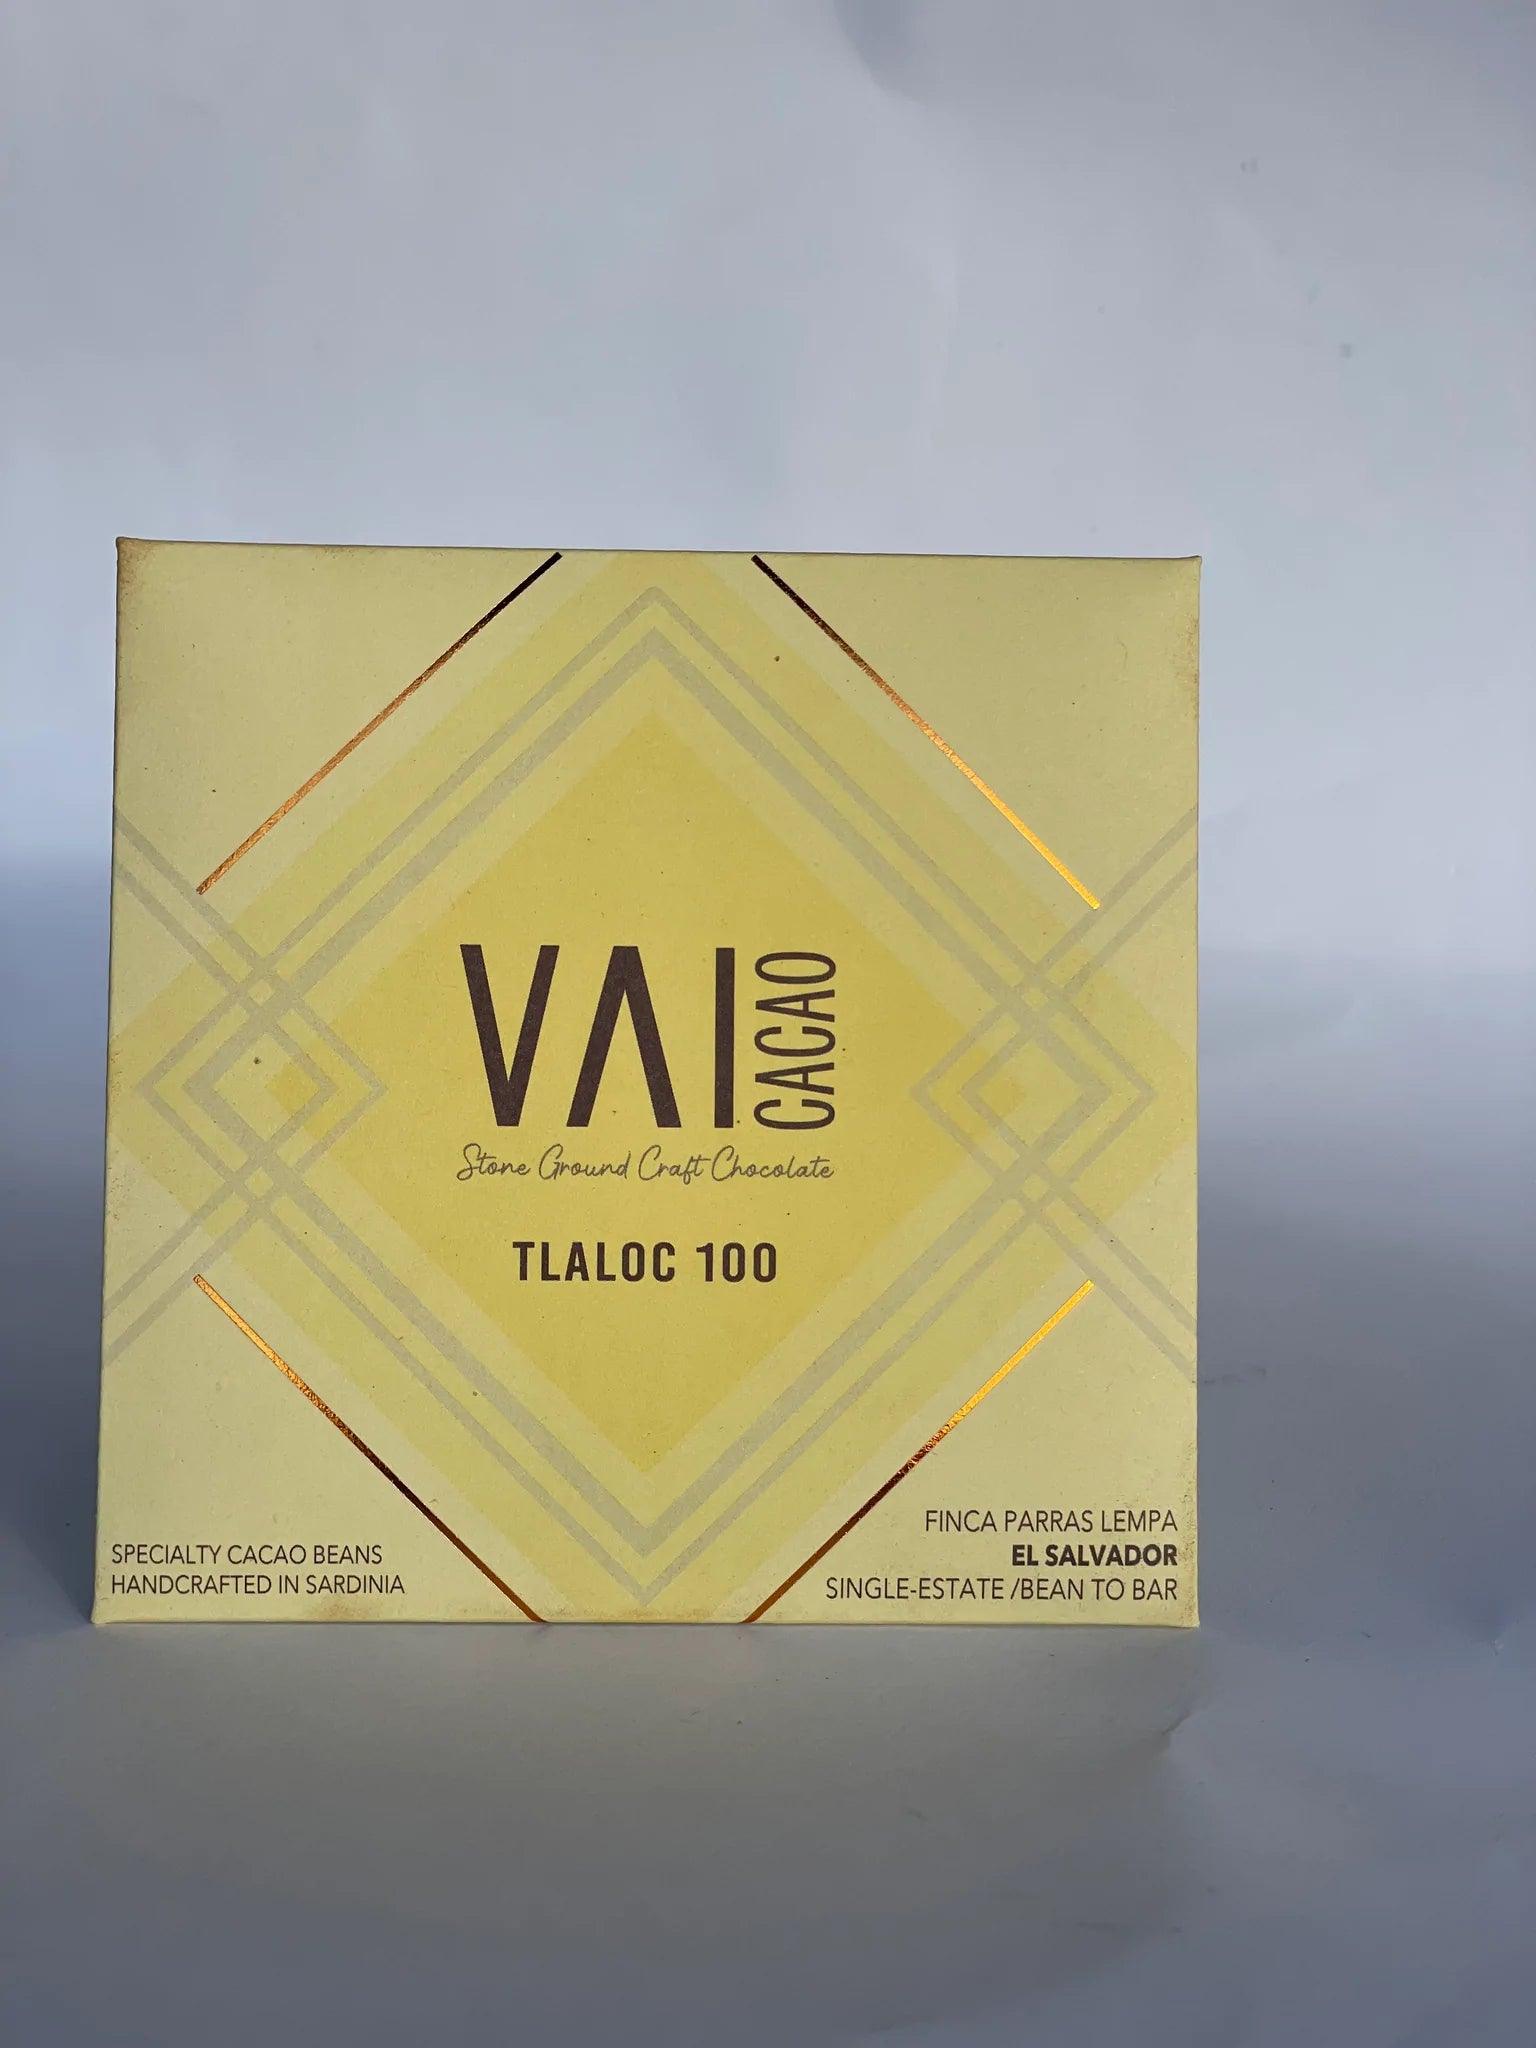 VAI CACAO
Stone Ground Craft Chocolate
TLALOC 100
SPECIALTY CACAO BEANS
HANDCRAFTED IN SARDINIA
FINCA PARRAS LEMPA
EL SALVADOR
SINGLE-ESTATE /BEAN TO BAR